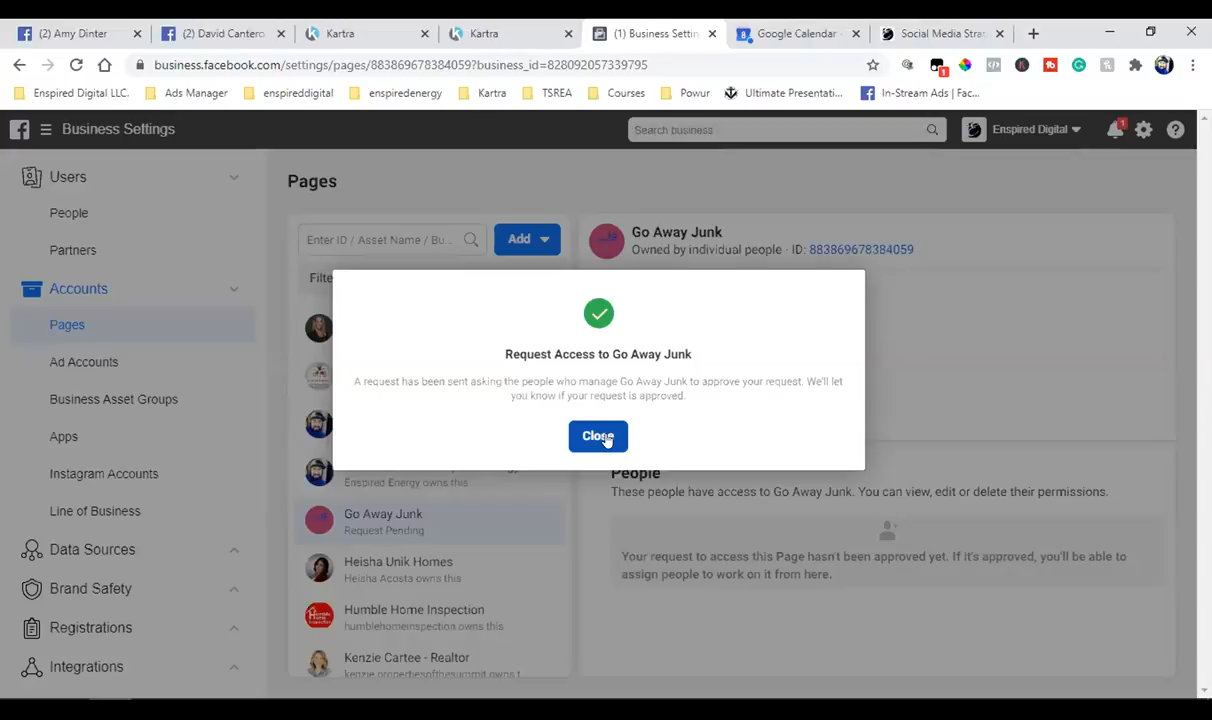 (2) Amy Dinter
(2) David Cantero
Kartra
Kartra
(1) Business Settin
Google Calendar -
Social Media Strat
business.facebook.com/settings/pages/883869678384059?business_id=828092057339795
Enspired Digital LLC.
Ads Manager
enspireddigital
enspiredenergy
Kartra
TSREA
Courses
Powur
Ultimate Presentati...
In-Stream Ads | Fac...
Business Settings
Search business
Enspired Digital
Users
People
Partners
Accounts
Pages
Ad Accounts
Business Asset Groups
Apps
Instagram Accounts
Line of Business
Data Sources
Brand Safety
Registrations
Integrations
Pages
Enter ID / Asset Name / Bu...
Add
Filte
Enspired Energy owns this
Go Away Junk
Request Pending
Heisha Unik Homes
Heisha Acosta owns this
Humble Home Inspection
humblehomeinspection owns this
Kenzie Cartee - Realtor
kenzie.propertiesofthesummit owns t
Go Away Junk
Owned by individual people · ID: 883869678384059
Request Access to Go Away Junk
A request has been sent asking the people who manage Go Away Junk to approve your request. We'll let
you know if your request is approved.
Close
People
These people have access to Go Away Junk. You can view, edit or delete their permissions.
Your request to access this Page hasn't been approved yet. If it's approved, you'll be able to
assign people to work on it from here.